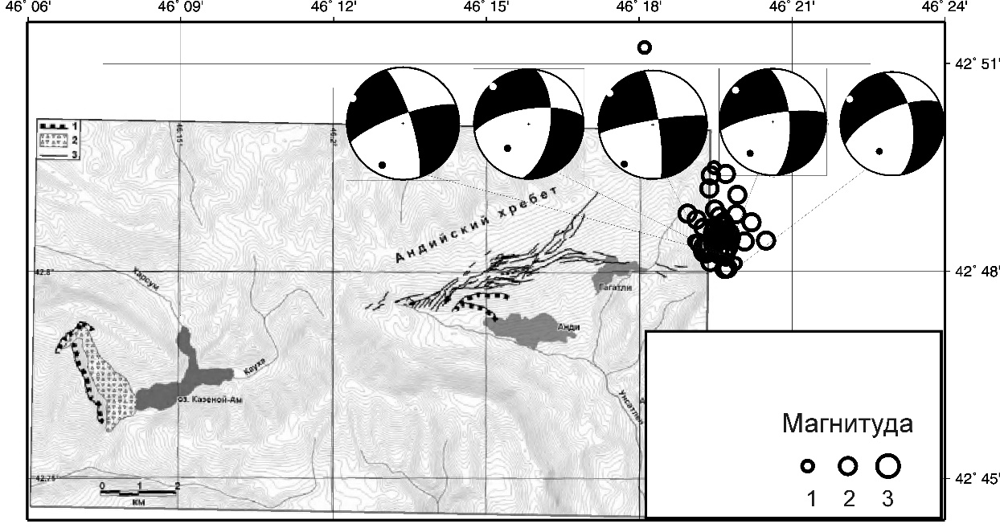 46° 06'
46° 09'
46° 12'
46° 15'
46° 18'
46° 21'
46° 24'
42° 51'
1
2
3
46.15°
46.2°
Андийский хребет
42.8°
42° 48'
Харсум
Гагатли
Анди
Кауха
оз. Казеной-Ам
Унсатлен
Магнитуда
42.75°
42° 45'
0 1 2
км
1 2 3